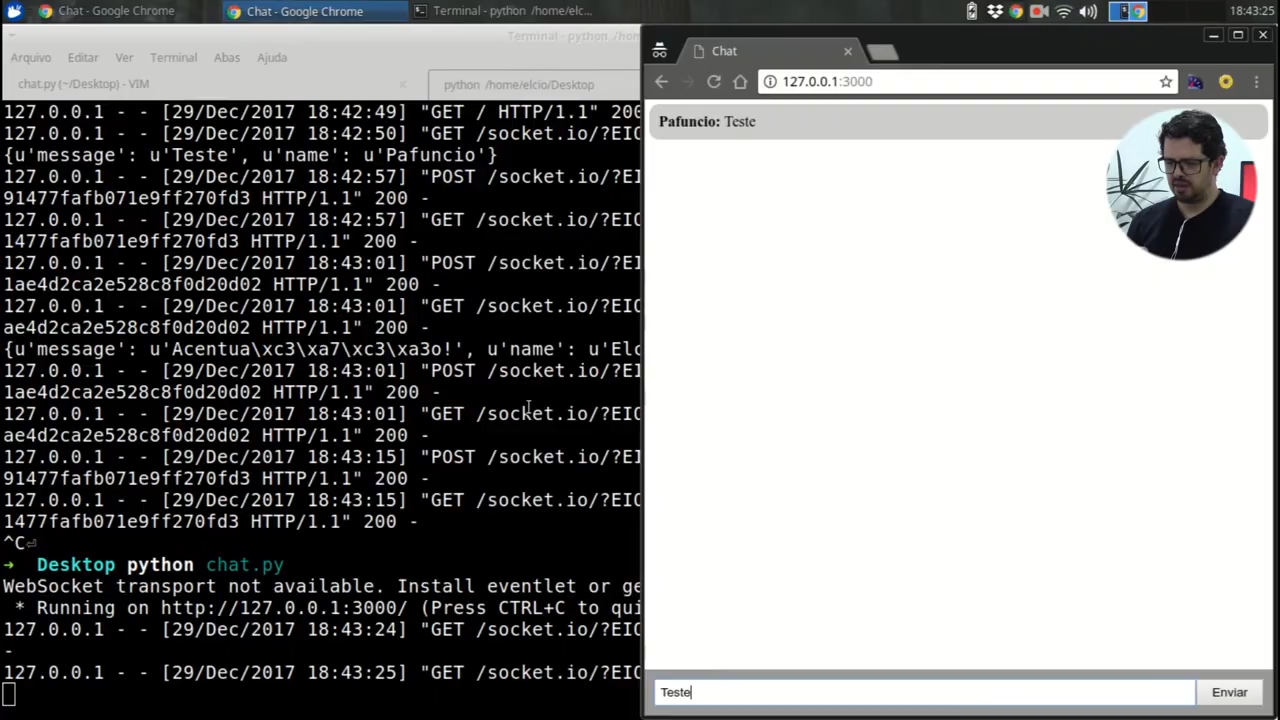 Chat - Google Chrome
Chat - Google Chrome
Terminal - python /home/elc...
18:43:25
Terminal - python /hom
Arquivo Editar Ver Terminal Abas Ajuda
chat.py (~/Desktop) - VIM
python /home/elcio/Desktop
127.0.0.1 - - [29/Dec/2017 18:42:49] "GET / HTTP/1.1" 200
127.0.0.1 - - [29/Dec/2017 18:42:50] "GET /socket.io/?EIO
{u'message': u'Teste', u'name': u'Pafuncio'}
127.0.0.1 - - [29/Dec/2017 18:42:57] "POST /socket.io/?EI
91477fafb071e9ff270fd3 HTTP/1.1" 200 -
127.0.0.1 - - [29/Dec/2017 18:42:57] "GET /socket.io/?EIO
1477fafb071e9ff270fd3 HTTP/1.1" 200 -
127.0.0.1 - - [29/Dec/2017 18:43:01] "POST /socket.io/?EI
1ae4d2ca2e528c8f0d20d02 HTTP/1.1" 200 -
127.0.0.1 - - [29/Dec/2017 18:43:01] "GET /socket.io/?EIO
ae4d2ca2e528c8f0d20d02 HTTP/1.1" 200 -
{u'message': u'Acentua\xc3\xa7\xc3\xa3o!', u'name': u'Elc
127.0.0.1 - - [29/Dec/2017 18:43:01] "POST /socket.io/?EI
1ae4d2ca2e528c8f0d20d02 HTTP/1.1" 200 -
127.0.0.1 - - [29/Dec/2017 18:43:01] "GET /socket.io/?EIO
ae4d2ca2e528c8f0d20d02 HTTP/1.1" 200 -
127.0.0.1 - - [29/Dec/2017 18:43:15] "POST /socket.io/?EI
91477fafb071e9ff270fd3 HTTP/1.1" 200 -
127.0.0.1 - - [29/Dec/2017 18:43:15] "GET /socket.io/?EIO
1477fafb071e9ff270fd3 HTTP/1.1" 200 -
^C⏎
→ Desktop python chat.py
WebSocket transport not available. Install eventlet or ge
* Running on http://127.0.0.1:3000/ (Press CTRL+C to qui
127.0.0.1 - - [29/Dec/2017 18:43:24] "GET /socket.io/?EIO
-
127.0.0.1 - - [29/Dec/2017 18:43:25] "GET /socket.io/?EIO
Chat
127.0.0.1:3000
Pafuncio: Teste
Teste
Enviar